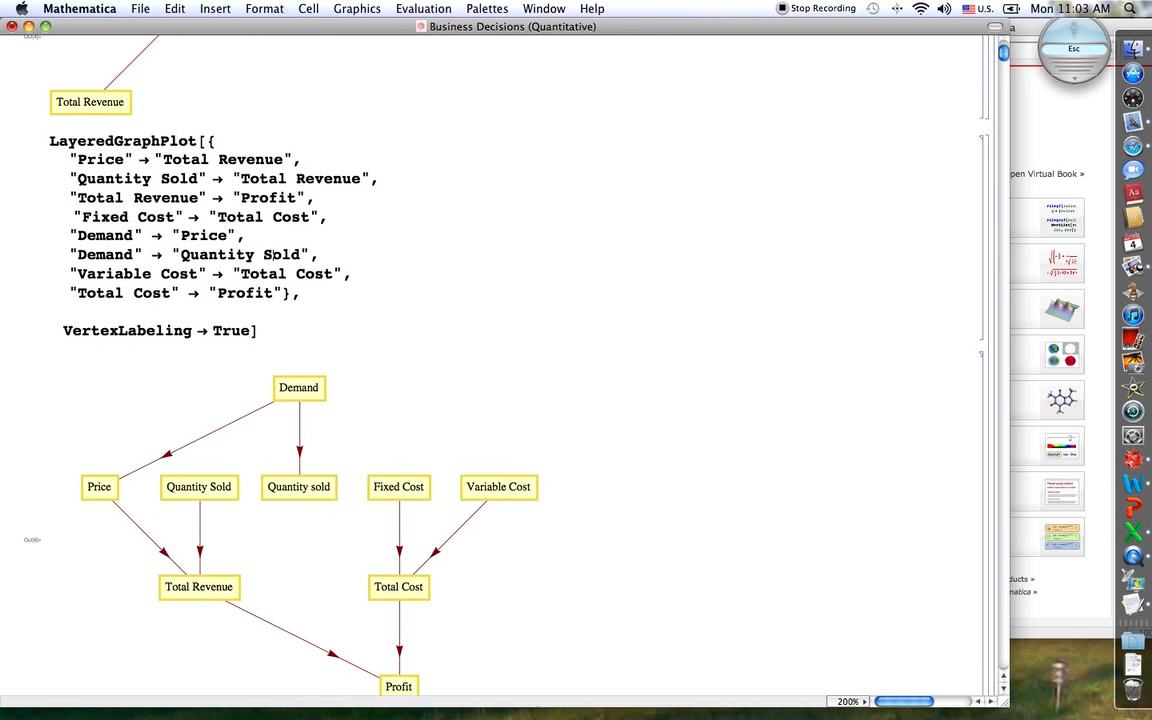 Mathematica File Edit Insert Format Cell Graphics Evaluation Palettes Window Help Stop Recording U.S. Mon 11:03 AM
Business Decisions (Quantitative)
Esc
Total Revenue
LayeredGraphPlot[{
"Price" → "Total Revenue",
"Quantity Sold" → "Total Revenue",
"Total Revenue" → "Profit",
"Fixed Cost" → "Total Cost",
"Demand" → "Price",
"Demand" → "Quantity Sold",
"Variable Cost" → "Total Cost",
"Total Cost" → "Profit"},
VertexLabeling → True]
pen Virtual Book »
Demand
Price Quantity Sold Quantity sold Fixed Cost Variable Cost
Total Revenue Total Cost
Profit
ducts »
matica »
200%